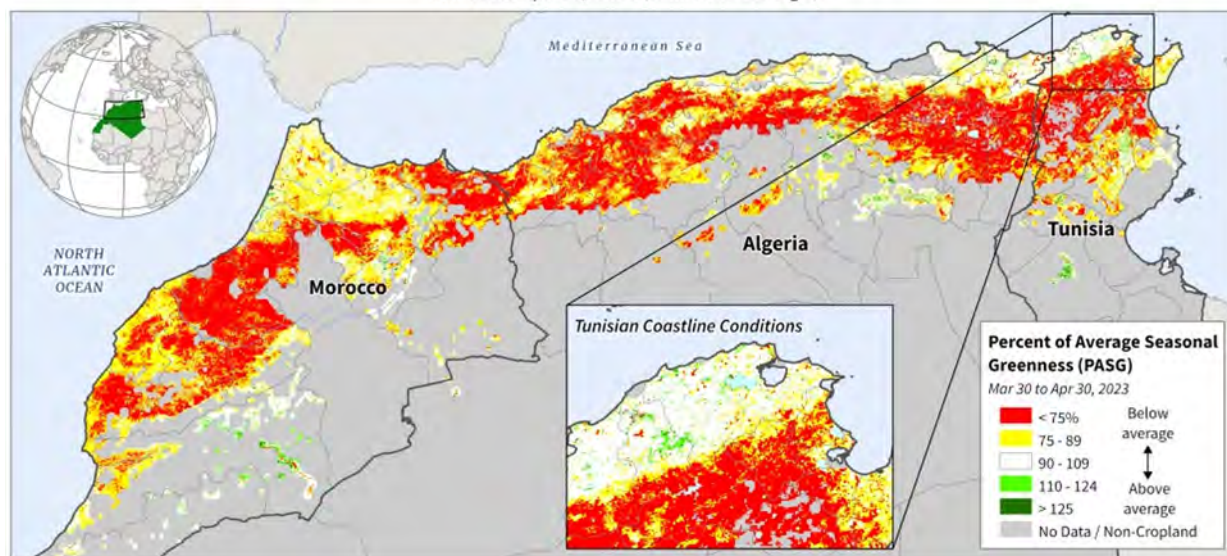 Mediterranean Sea
NORTH
ATLANTIC
OCEAN
Morocco
Algeria
Tunisia
Tunisian Coastline Conditions
Percent of Average Seasonal
Greenness (PASG)
Mar 30 to Apr 30, 2023
< 75%
Below
75 - 89
average
90 - 109
110 - 124
Above
> 125
average
No Data / Non-Cropland